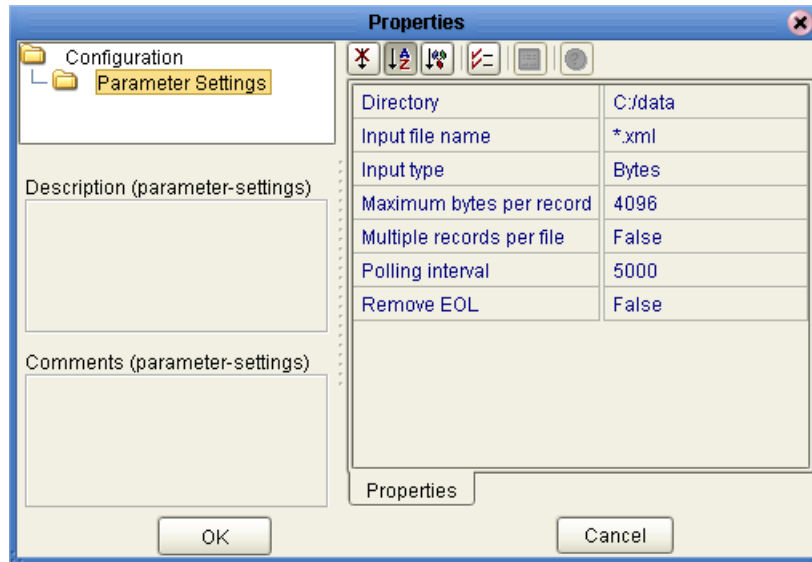 Properties
Configuration
Parameter Settings
Description (parameter-settings)
Comments (parameter-settings)
Directory C:/data
Input file name *.xml
Input type Bytes
Maximum bytes per record 4096
Multiple records per file False
Polling interval 5000
Remove EOL False
Properties
OK
Cancel